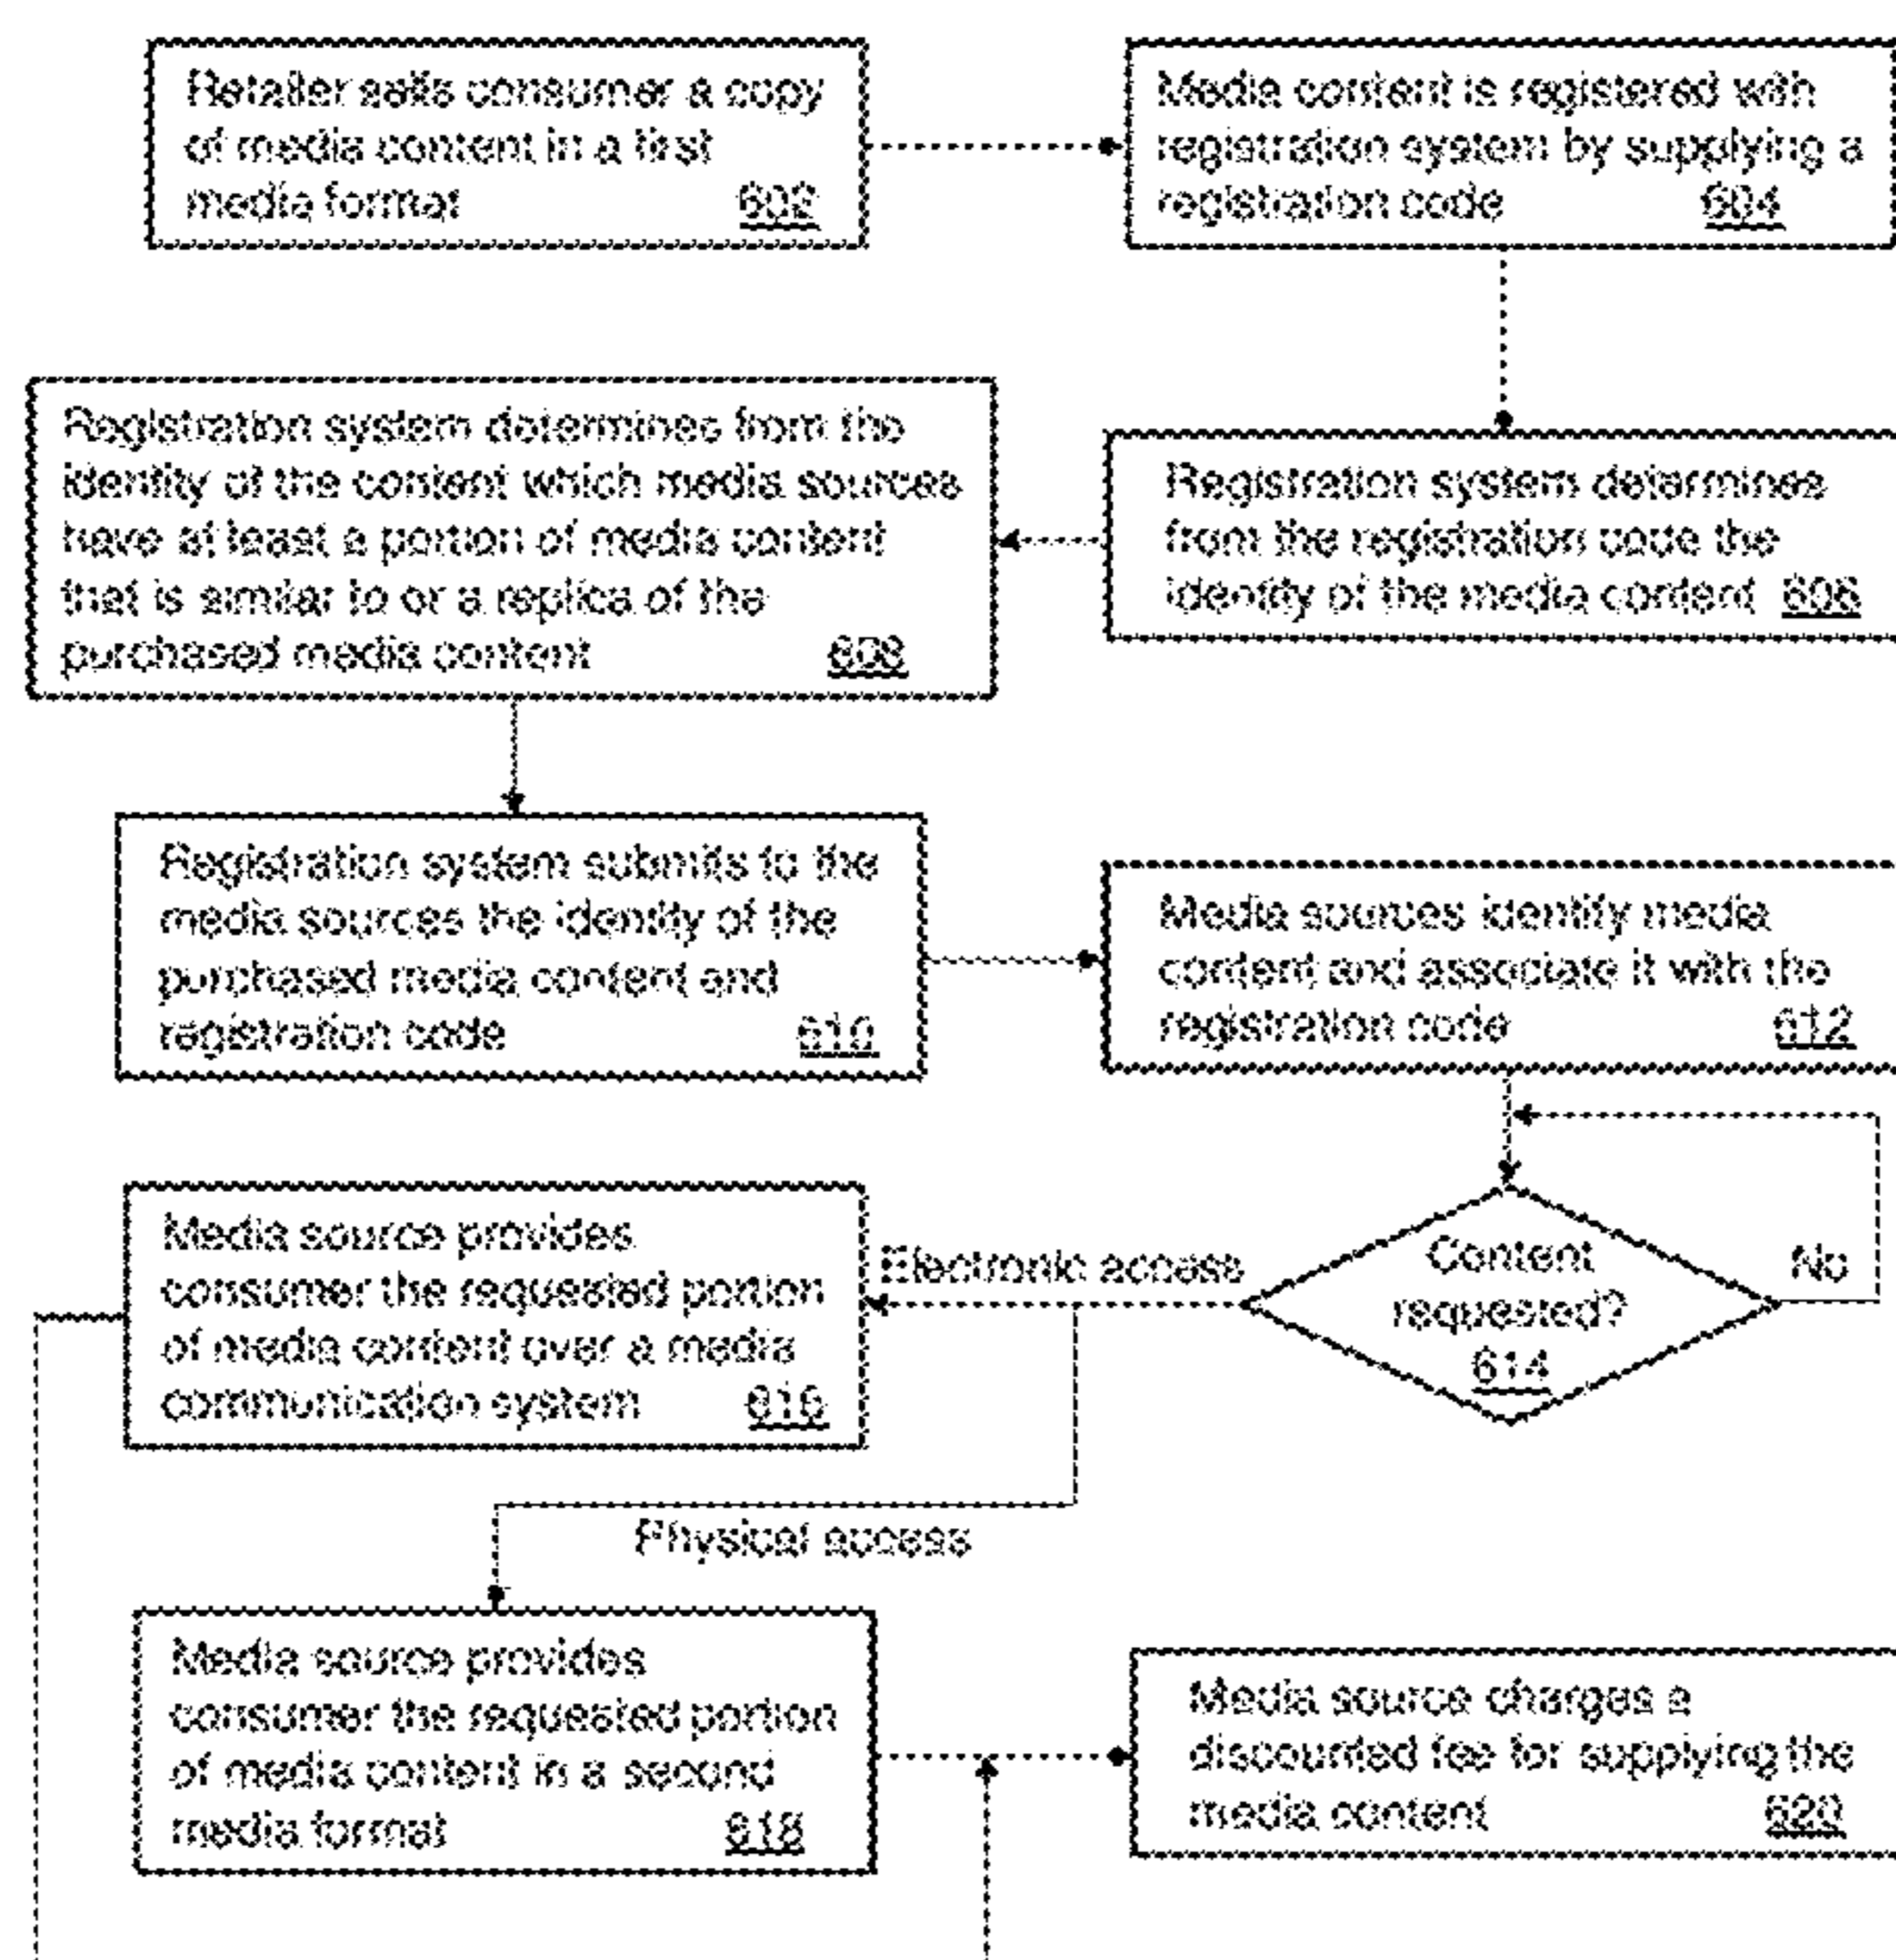 Retailer sells consumer a copy
of media content in a first
media format 602
Media content is registered with
registration system by supplying a
registration code 604
Registration system determines
from the registration code the
identity of the media content 606
Registration system determines from the
identity of the content which media sources
have at least a portion of media content
that is similar to or a replica of the
purchased media content 608
Registration system submits to the
media sources the identity of the
purchased media content and
registration code 610
Media sources identify media
content and associate it with the
registration code 612
Content
requested?
614
No
Electronic access
Media source provides
consumer the requested portion
of media content over a media
communication system 616
Physical access
Media source provides
consumer the requested portion
of media content in a second
media format 618
Media source charges a
discounted fee for supplying the
media content 620